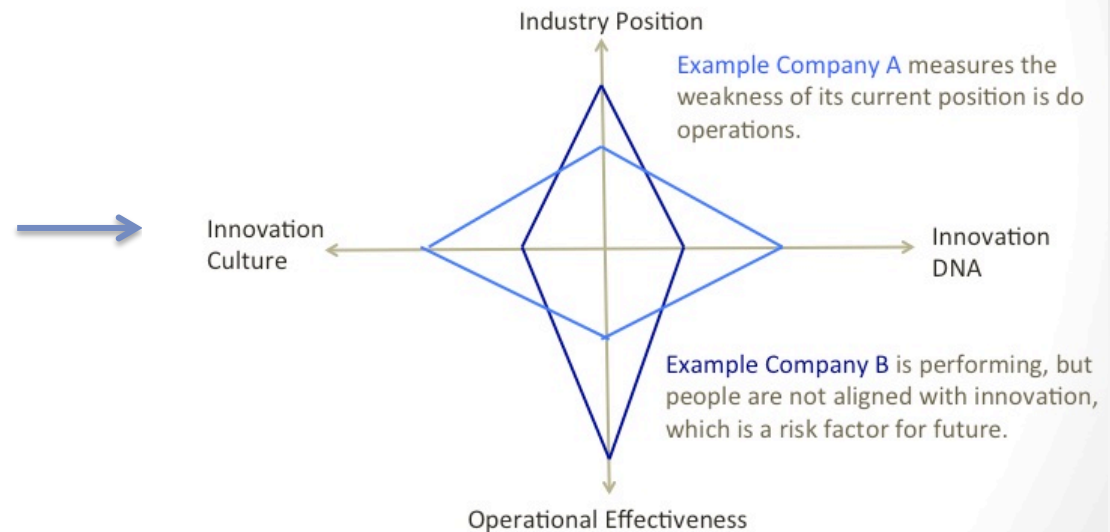 Industry Position
Example Company A measures the
weakness of its current position is do
operations.
Innovation
Culture
Innovation
DNA
Example Company B is performing, but
people are not aligned with innovation,
which is a risk factor for future.
Operational Effectiveness